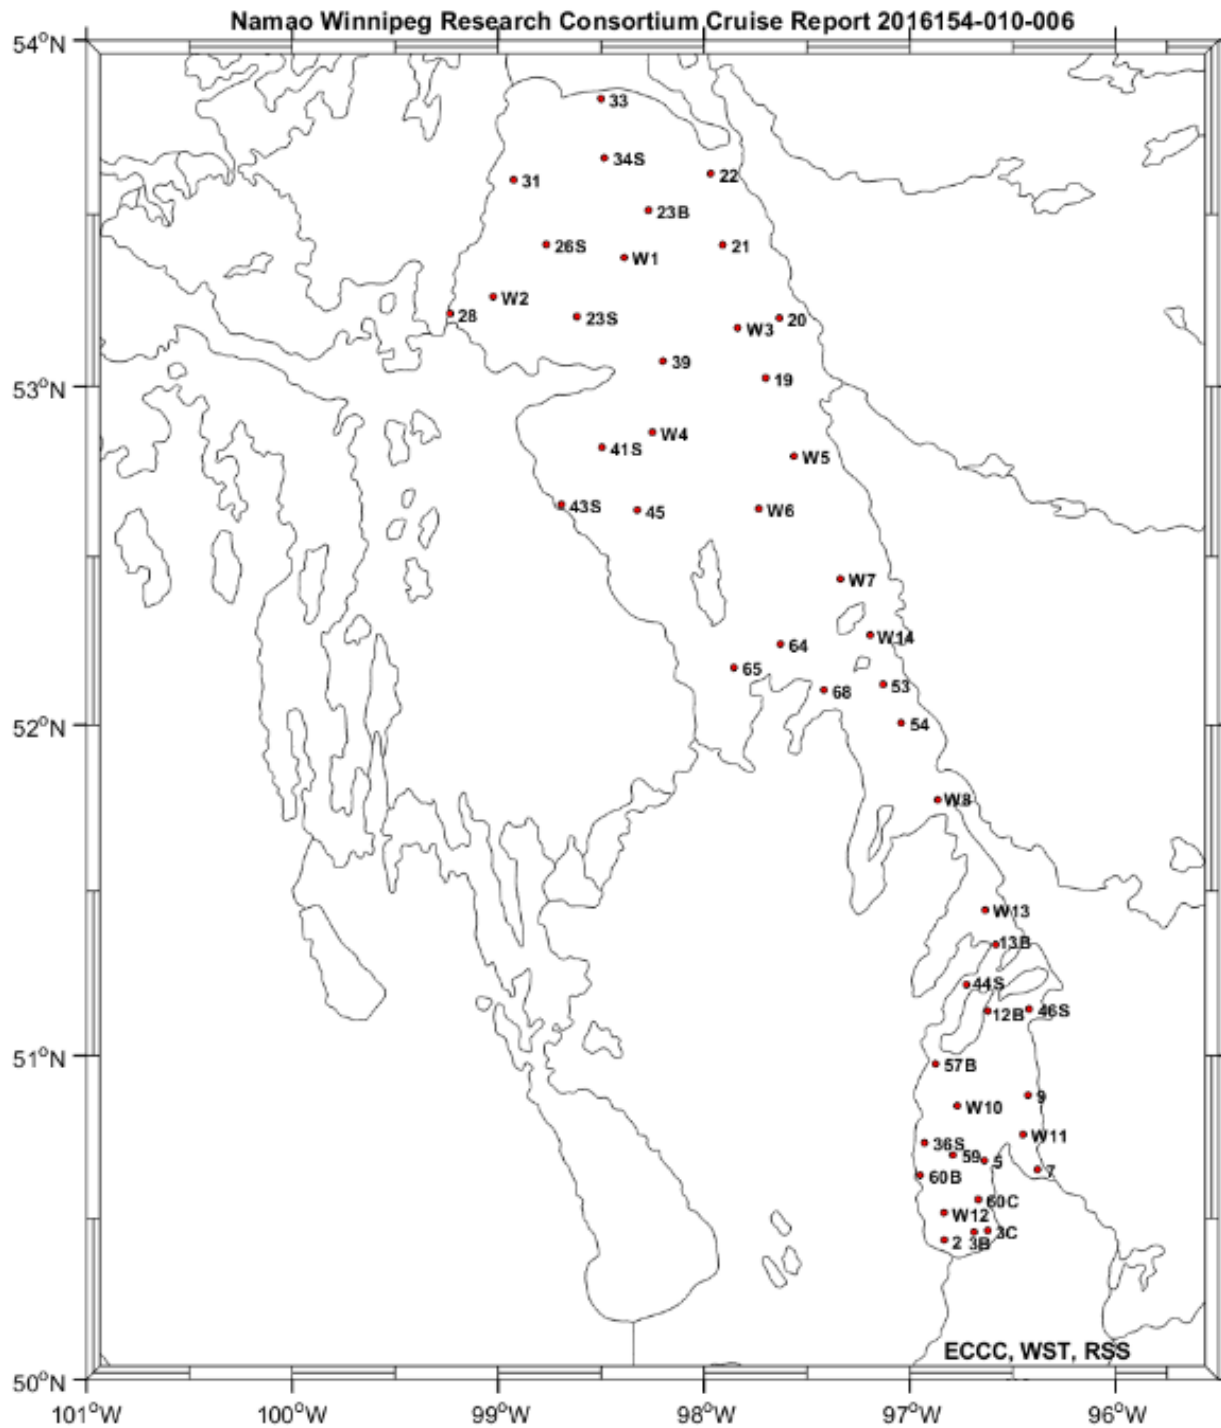 Namao Winnipeg Research Consortium Cruise Report 2016154-010-006
54°N
33
34S
22
31
23B
26S
21
W1
W2
28
23S
20
W3
39
53°N
19
W4
41S
W5
43S
45
W6
W7
W14
64
65
53
68
54
52°N
W8
W13
13B
44S
46S
12B
51°N
57B
9
W10
W11
36S
59
5
7
60B
60C
W12
3C
2
3B
ECCC, WST, RSS
50°N
101°W
100°W
99°W
98°W
97°W
96°W